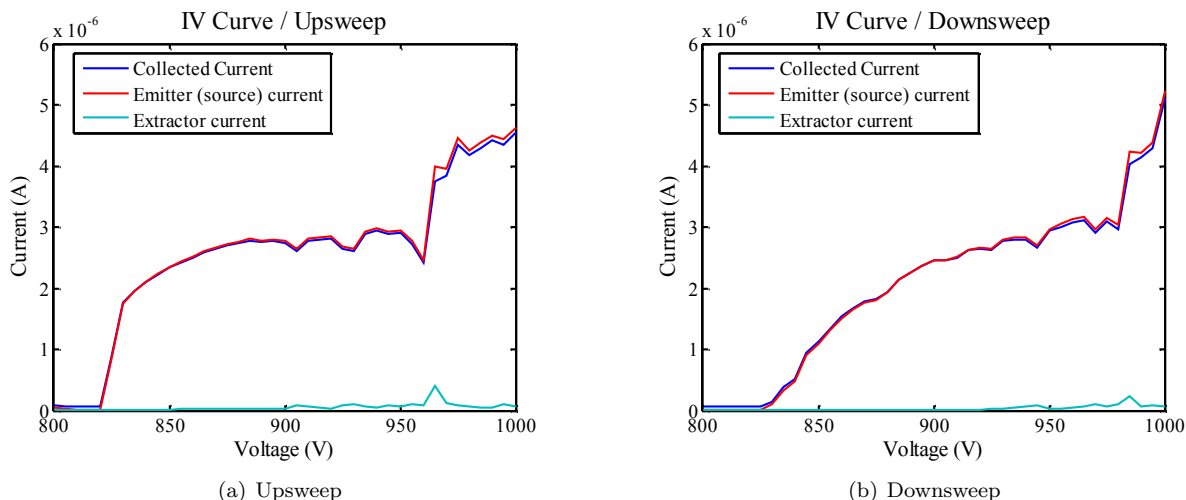 IV Curve / Upsweep
x 10-6
Collected Current
Emitter (source) current
Extractor current
Current (A)
6
5
4
3
2
1
0
800 850 900 950 1000
Voltage (V)
(a) Upsweep
IV Curve / Downsweep
x 10-6
Collected Current
Emitter (source) current
Extractor current
Current (A)
6
5
4
3
2
1
0
800 850 900 950 1000
Voltage (V)
(b) Downsweep